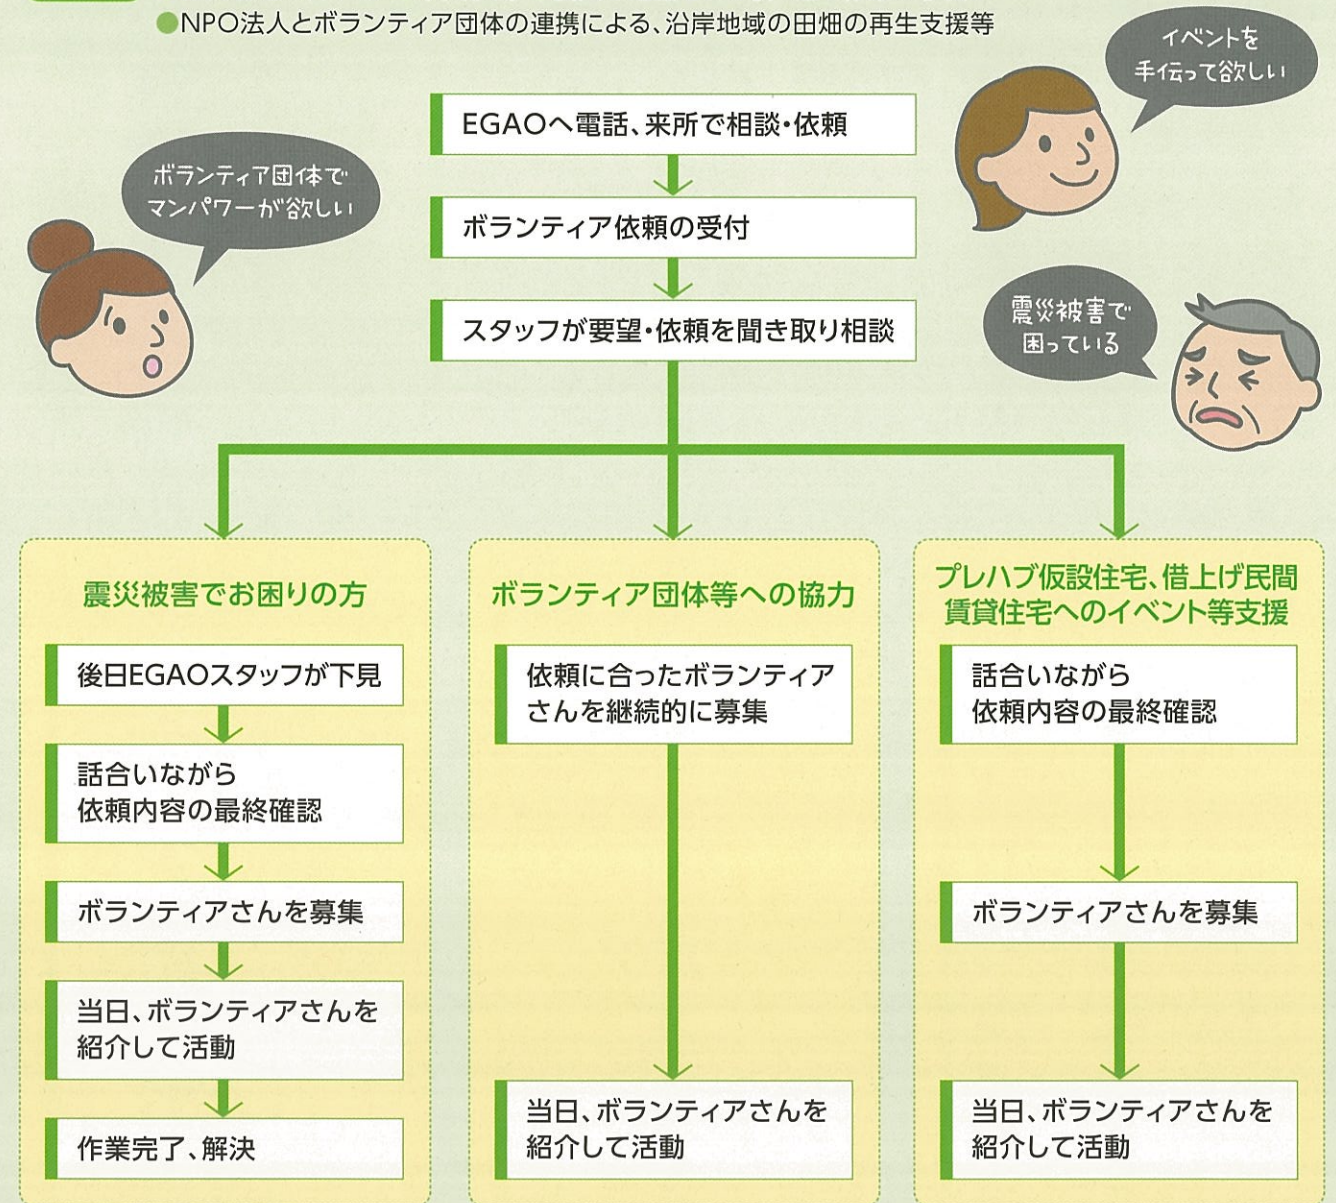 ●NPO法人とボランティア団体の連携による、沿岸地域の田畑の再生支援等
イベントを
手伝って欲しい
EGAOへ電話、来所で相談・依頼
ボランティア団体で
マンパワーが欲しい
ボランティア依頼の受付
震災被害で
困っている
スタッフが要望・依頼を聞き取り相談
震災被害でお困りの方
後日EGAOスタッフが下見
話合いながら
依頼内容の最終確認
ボランティアさんを募集
当日、ボランティアさんを
紹介して活動
作業完了、解決
ボランティア団体等への協力
依頼に合ったボランティア
さんを継続的に募集
当日、ボランティアさんを
紹介して活動
プレハブ仮設住宅、借上げ民間
賃貸住宅へのイベント等支援
話合いながら
依頼内容の最終確認
ボランティアさんを募集
当日、ボランティアさんを
紹介して活動